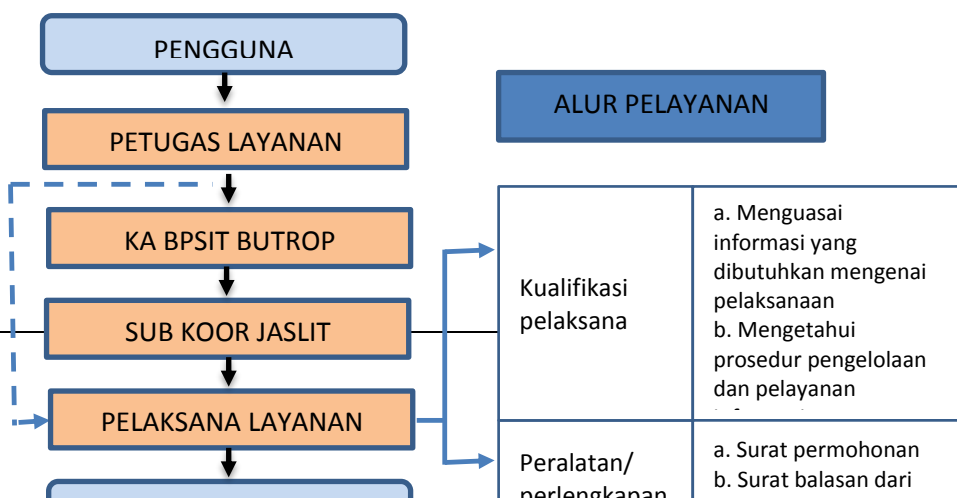 PENGGUNA
ALUR PELAYANAN
PETUGAS LAYANAN
KA BPSIT BUTROP
SUB KOOR JASLIT
PELAKSANA LAYANAN
Kualifikasi
pelaksana
a. Menguasai
informasi yang
dibutuhkan mengenai
pelaksanaan
b. Mengetahui
prosedur pengelolaan
dan pelayanan
Peralatan/
perlengkapan
a. Surat permohonan
b. Surat balasan dari